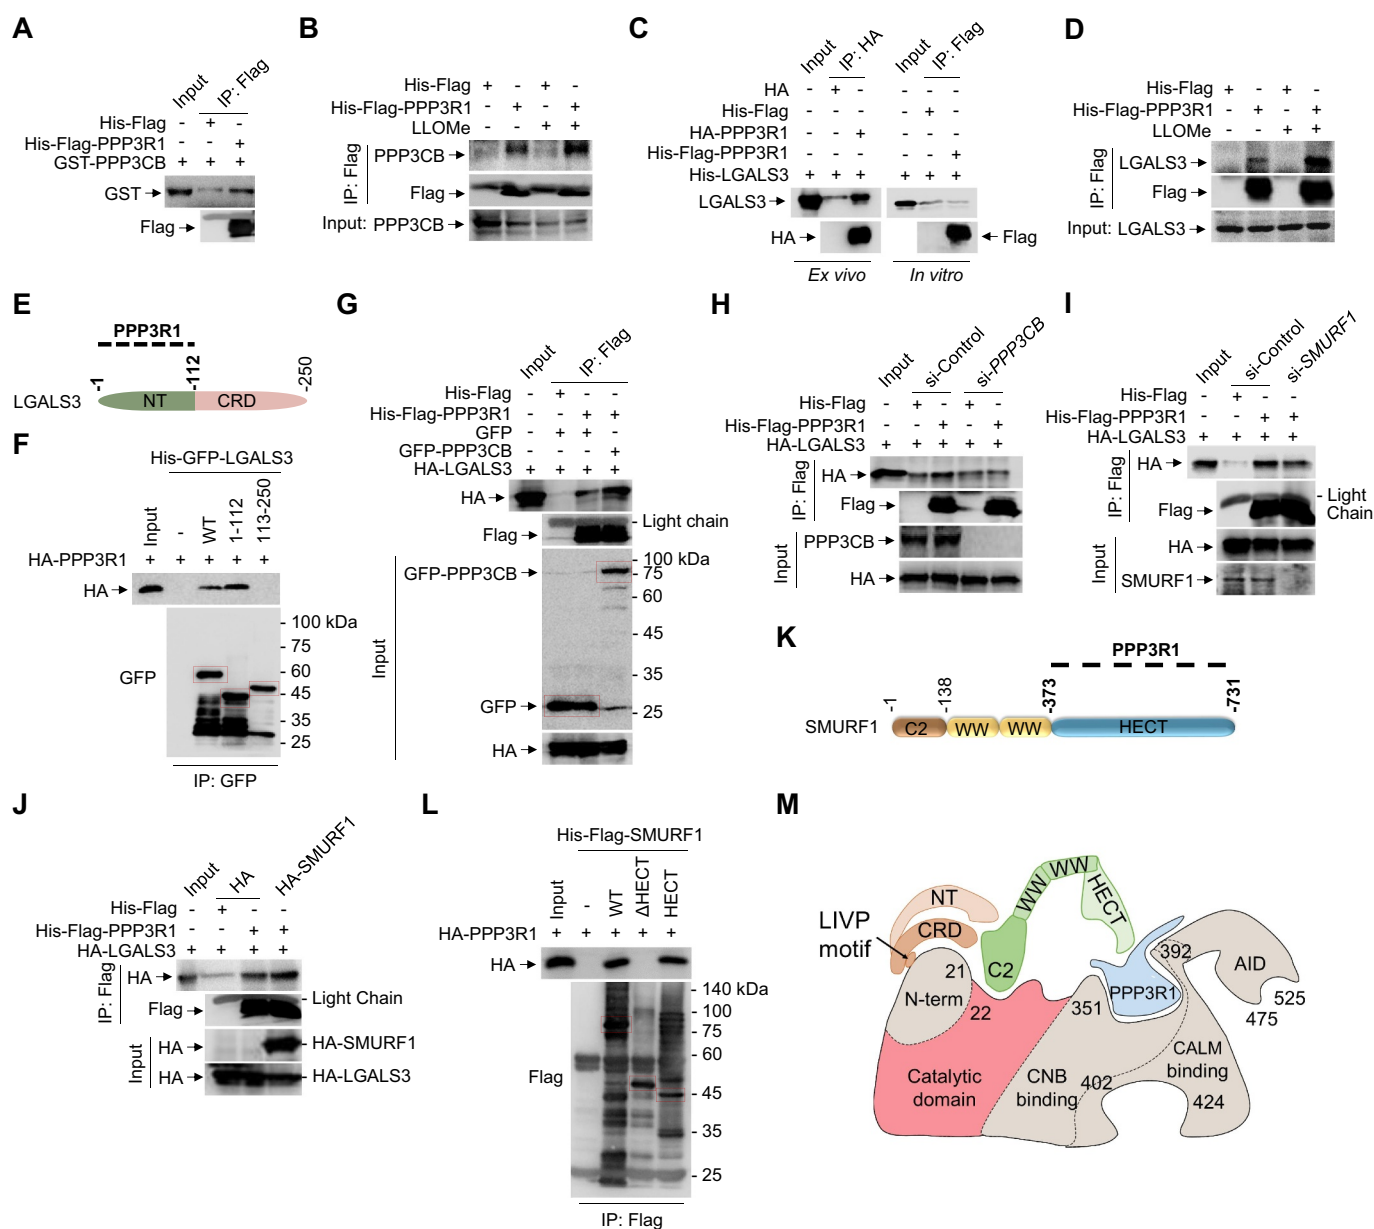 A
Input
IP: Flag
His-Flag - + -
His-Flag-PPP3R1 - - +
GST-PPP3CB + + +
GST
Flag
B
His-Flag + - + -
His-Flag-PPP3R1 - + - +
LLOMe - - + +
IP: Flag
PPP3CB
Flag
Input: PPP3CB
C
Input
IP: HA
Input
IP: Flag
HA - + - - - -
His-Flag - - - - + -
HA-PPP3R1 - - + - - -
His-Flag-PPP3R1 - - - - - +
His-LGALS3 + + + + + +
LGALS3
HA
Flag
Ex vivo
In vitro
D
His-Flag + - + -
His-Flag-PPP3R1 - + - +
LLOMe - - + +
IP: Flag
LGALS3
Flag
Input: LGALS3
E
PPP3R1
-1
-112
-250
LGALS3
NT
CRD
F
His-GFP-LGALS3
Input
-
WT
1-112
113-250
HA-PPP3R1 + + + + +
HA
GFP
- 100 kDa
- 75
- 60
- 45
- 35
- 25
IP: GFP
G
Input
IP: Flag
His-Flag - + - -
His-Flag-PPP3R1 - - + +
GFP - + + -
GFP-PPP3CB - - - +
HA-LGALS3 + + + +
HA
Flag
- Light chain
Input
GFP-PPP3CB
GFP
HA
- 100 kDa
- 75
- 60
- 45
- 35
- 25
H
Input
si-Control
si-PPP3CB
His-Flag - + - + -
His-Flag-PPP3R1 - - + - +
HA-LGALS3 + + + + +
IP: Flag
HA
Flag
Input
PPP3CB
HA
I
Input
si-Control
si-SMURF1
His-Flag - + - -
His-Flag-PPP3R1 - - + +
HA-LGALS3 + + + +
IP: Flag
HA
Flag
- Light
Chain
Input
HA
SMURF1
K
PPP3R1
-1
-138
-373
-731
SMURF1
C2
WW
WW
HECT
J
Input
HA
HA-SMURF1
His-Flag - + - -
His-Flag-PPP3R1 - - + +
HA-LGALS3 + + + +
IP: Flag
HA
Flag
- Light Chain
Input
HA
- HA-SMURF1
HA
- HA-LGALS3
L
His-Flag-SMURF1
Input
-
WT
ΔHECT
HECT
HA-PPP3R1 + + + + +
HA
Flag
- 140 kDa
- 100
- 75
- 60
- 45
- 35
- 25
IP: Flag
M
WW
WW
HECT
NT
LIVP
motif
CRD
C2
21
N-term
22
351
PPP3R1
392
AID
525
475
Catalytic
domain
CNB
binding
402
CALM
binding
424